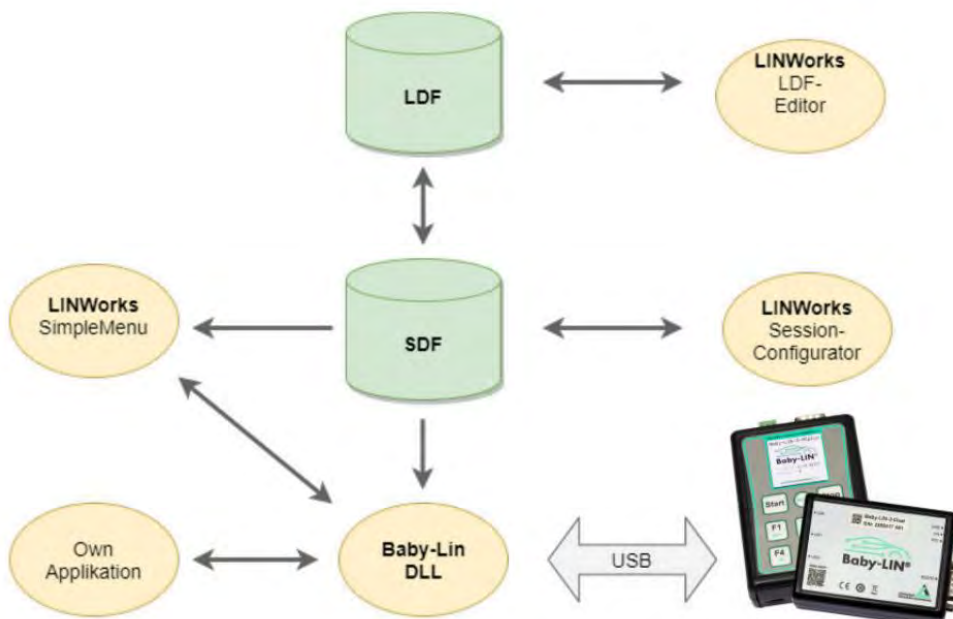 LDF
LINWorks
LDF-
Editor
LINWorks
SimpleMenu
SDF
LINWorks
Session-
Configurator
Own
Applikation
Baby-Lin
DLL
USB
Baby-LIN®
Start
F1
F4
Baby-LIN®